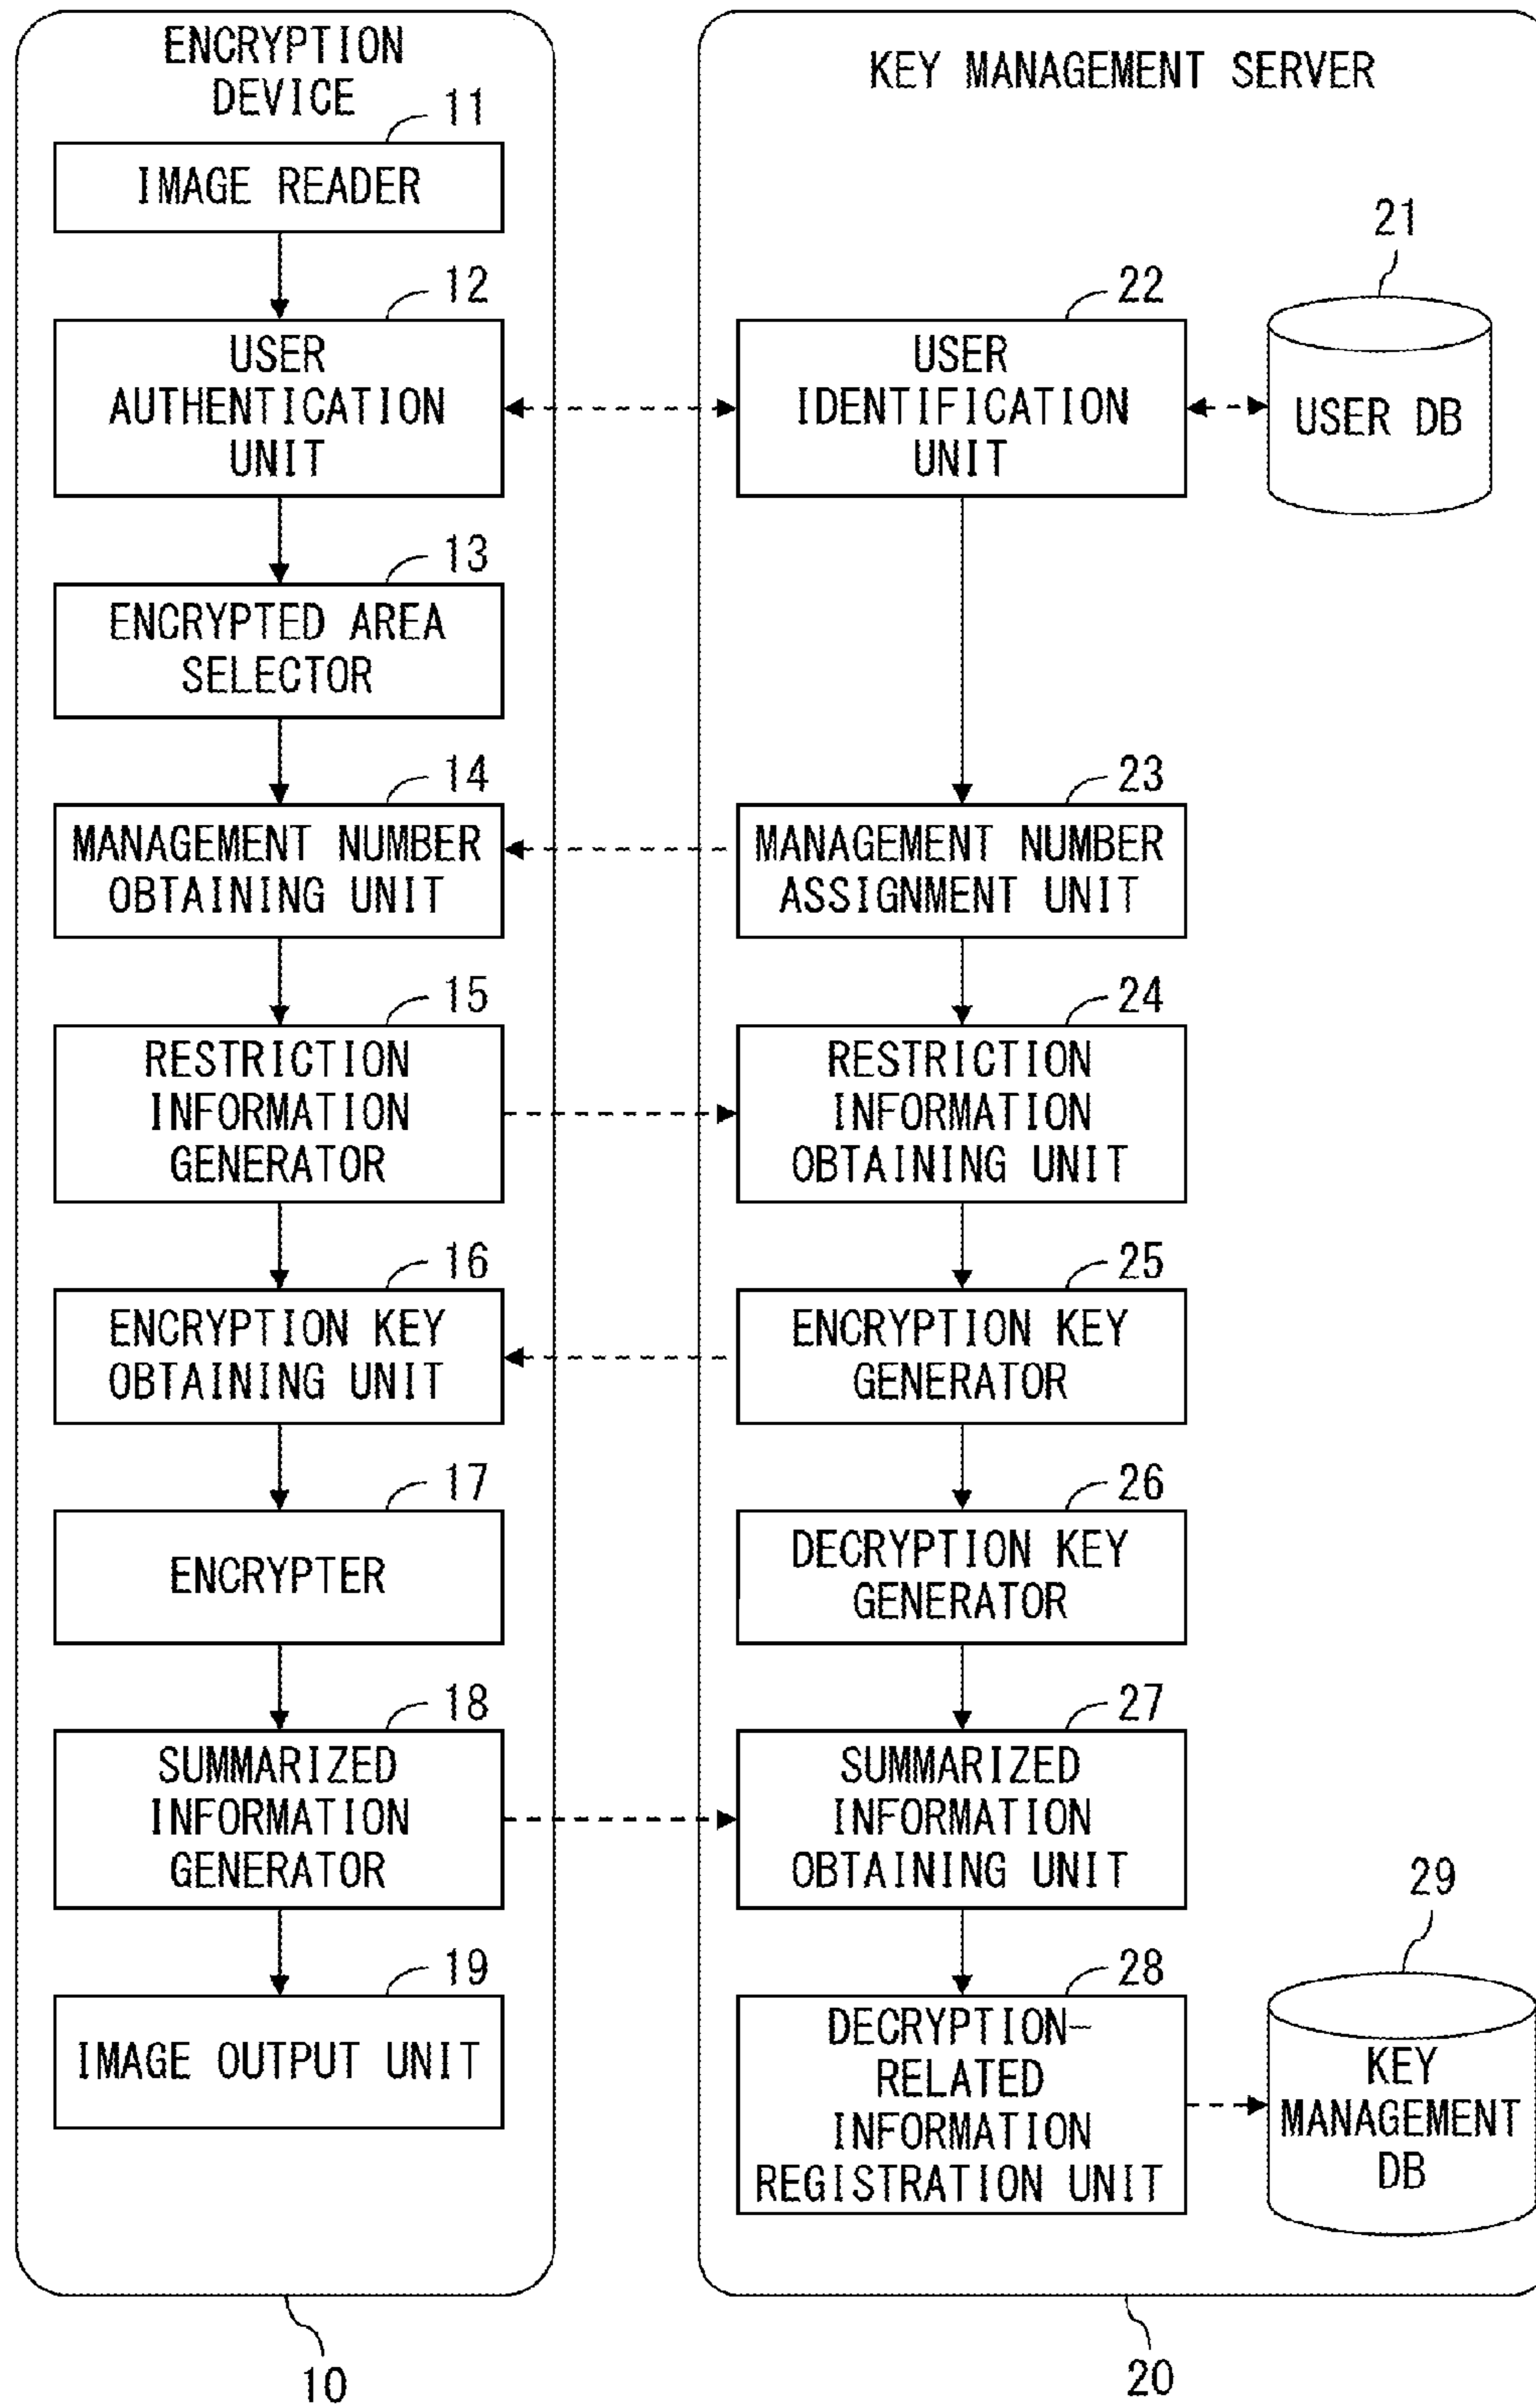 ENCRYPTION
DEVICE
11
IMAGE READER
12
USER
AUTHENTICATION
UNIT
13
ENCRYPTED AREA
SELECTOR
14
MANAGEMENT NUMBER
OBTAINING UNIT
15
RESTRICTION
INFORMATION
GENERATOR
16
ENCRYPTION KEY
OBTAINING UNIT
17
ENCRYPTER
18
SUMMARIZED
INFORMATION
GENERATOR
19
IMAGE OUTPUT UNIT
10
KEY MANAGEMENT SERVER
21
USER DB
22
USER
IDENTIFICATION
UNIT
23
MANAGEMENT NUMBER
ASSIGNMENT UNIT
24
RESTRICTION
INFORMATION
OBTAINING UNIT
25
ENCRYPTION KEY
GENERATOR
26
DECRYPTION KEY
GENERATOR
27
SUMMARIZED
INFORMATION
OBTAINING UNIT
28
DECRYPTION-
RELATED
INFORMATION
REGISTRATION UNIT
29
KEY
MANAGEMENT
DB
20